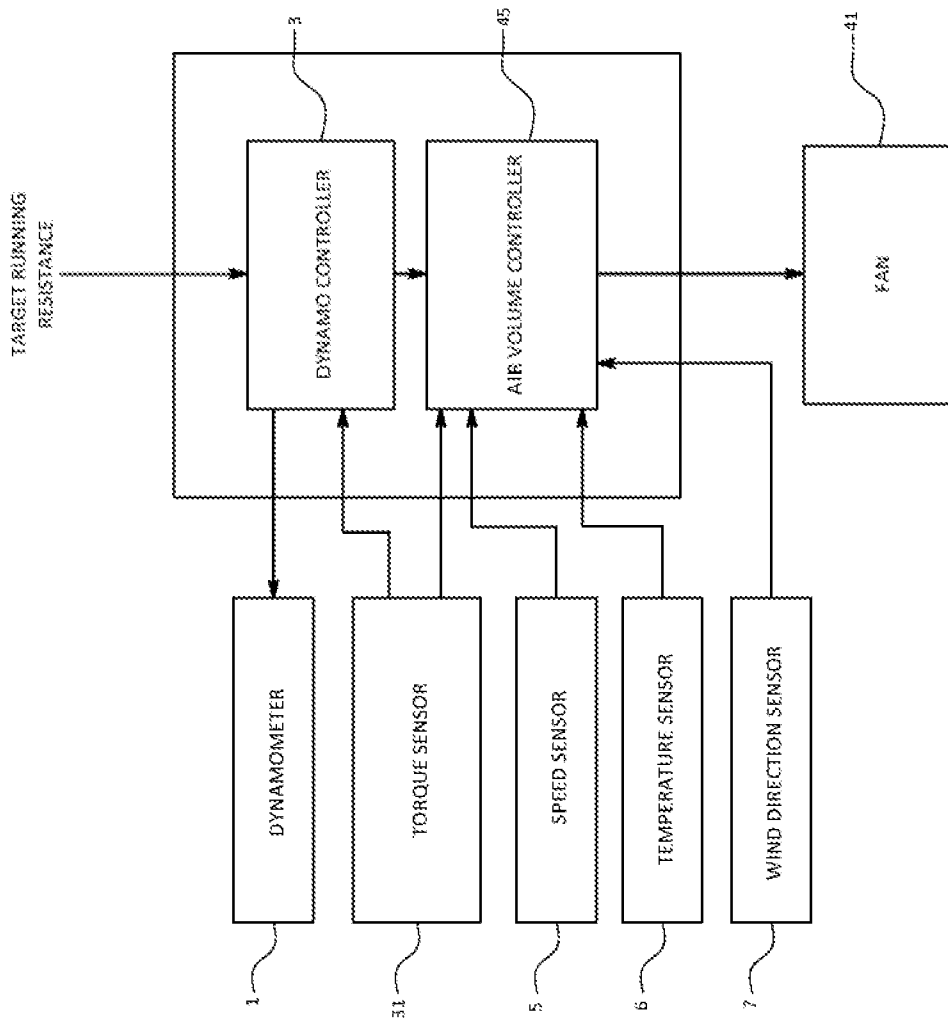 TARGET RUNNING
RESISTANCE
3
DYNAMO CONTROLLER
45
AIR VOLUME CONTROLLER
41
FAN
DYNAMOMETER
1
TORQUE SENSOR
31
SPEED SENSOR
5
TEMPERATURE SENSOR
6
WIND DIRECTION SENSOR
7